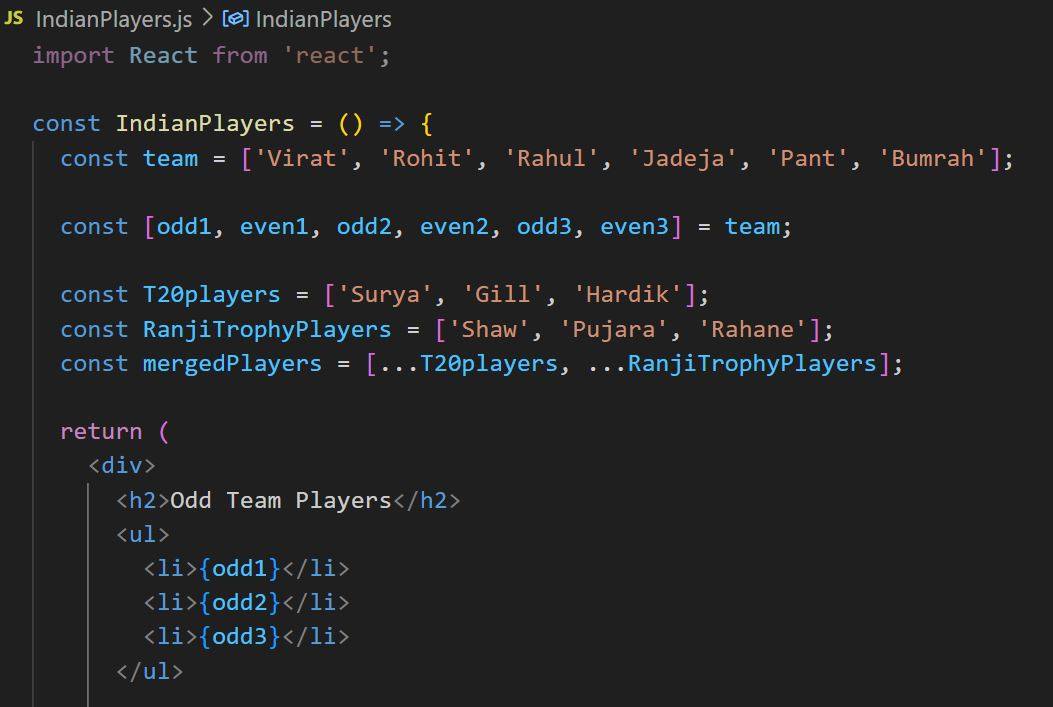 JS IndianPlayers.js > IndianPlayers
import React from 'react';
const IndianPlayers = () => {
const team = ['Virat', 'Rohit', 'Rahul', 'Jadeja', 'Pant', 'Bumrah'];
const [odd1, even1, odd2, even2, odd3, even3] = team;
const T20players = ['Surya', 'Gill', 'Hardik'];
const RanjiTrophyPlayers = ['Shaw', 'Pujara', 'Rahane'];
const mergedPlayers = [...T20players, ...RanjiTrophyPlayers];
return (
<div>
<h2>Odd Team Players</h2>
<ul>
<li>{odd1}</li>
<li>{odd2}</li>
<li>{odd3}</li>
</ul>